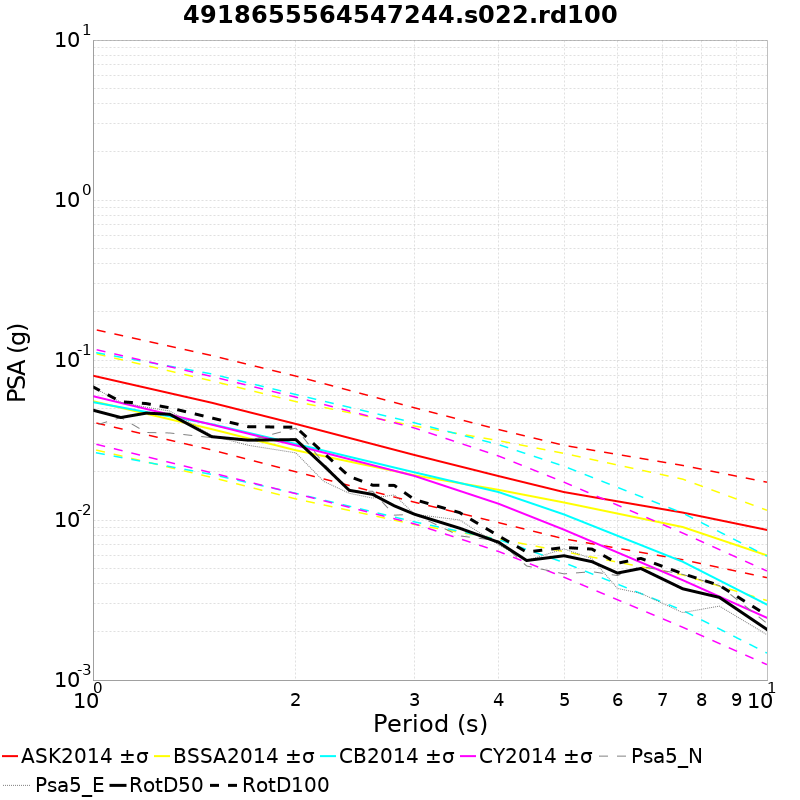 4918655564547244.s022.rd100
10^1
10^0
10^-1
10^-2
10^-3
PSA (g)
10^0 2 3 4 5 6 7 8 9 10^1
Period (s)
ASK2014 ±σ BSSA2014 ±σ CB2014 ±σ CY2014 ±σ Psa5_N
Psa5_E RotD50 RotD100